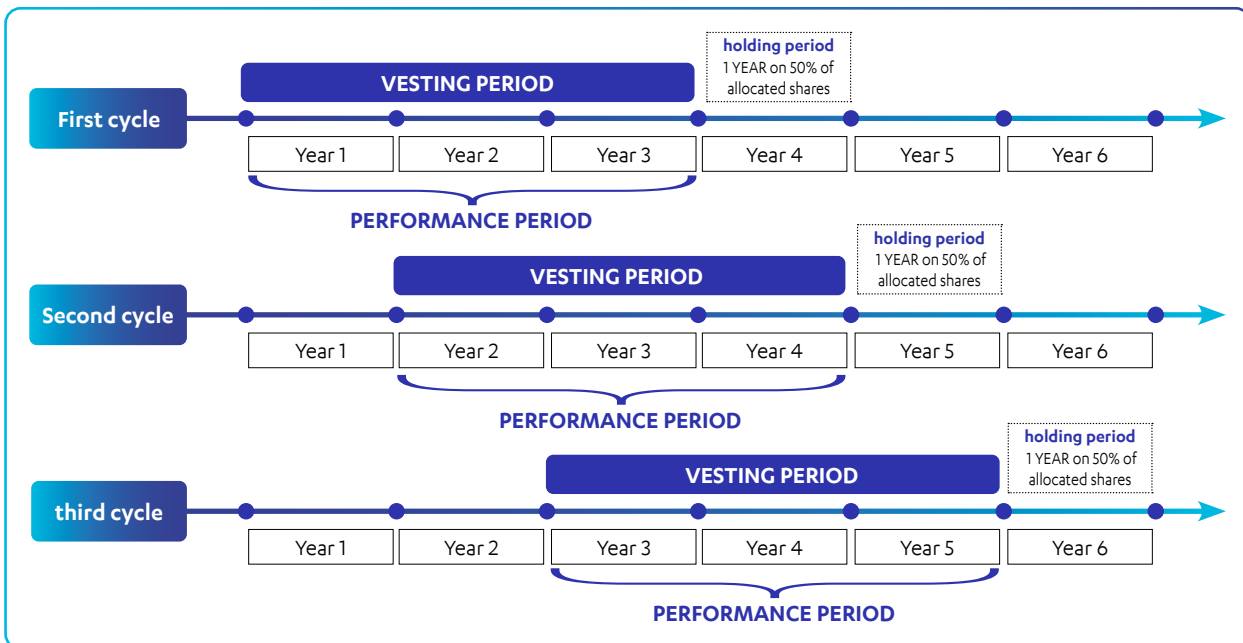 holding period
1 YEAR on 50% of
allocated shares
VESTING PERIOD
First cycle
Year 1
Year 2
Year 3
Year 4
Year 5
Year 6
PERFORMANCE PERIOD
holding period
1 YEAR on 50% of
allocated shares
VESTING PERIOD
Second cycle
Year 1
Year 2
Year 3
Year 4
Year 5
Year 6
PERFORMANCE PERIOD
holding period
1 YEAR on 50% of
allocated shares
VESTING PERIOD
third cycle
Year 1
Year 2
Year 3
Year 4
Year 5
Year 6
PERFORMANCE PERIOD